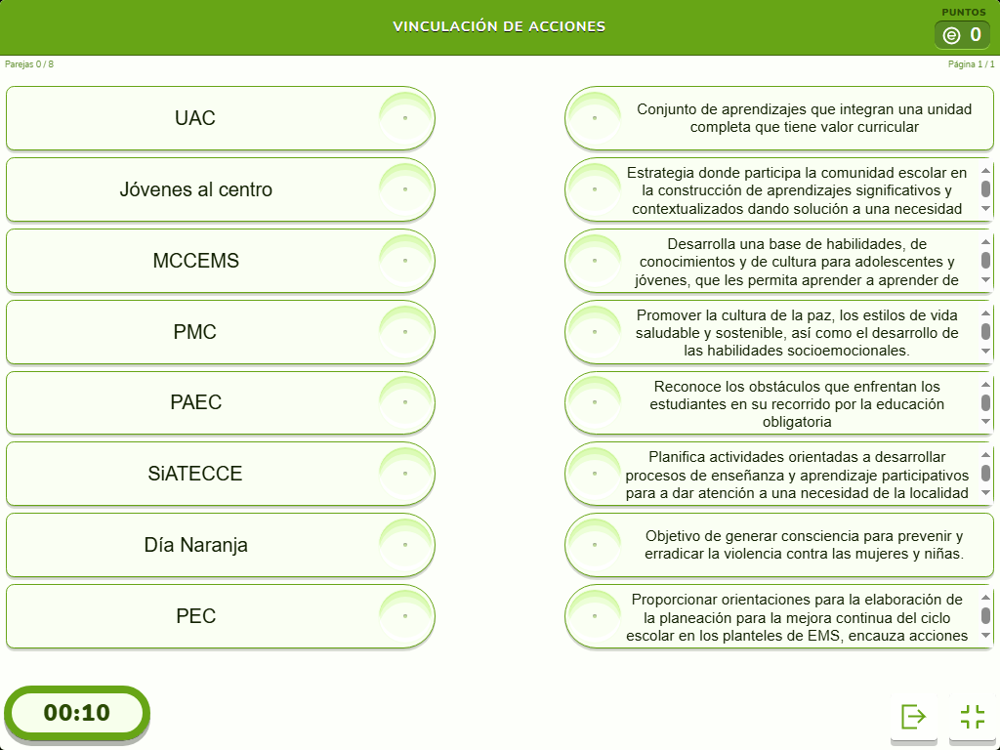 VINCULACIÓN DE ACCIONES
PUNTOS
0
Parejas 0 / 8
Página 1 / 1
UAC
Conjunto de aprendizajes que integran una unidad
completa que tiene valor curricular
Jóvenes al centro
Estrategia donde participa la comunidad escolar en
la construcción de aprendizajes significativos y
contextualizados dando solución a una necesidad
MCCEMS
Desarrolla una base de habilidades, de
conocimientos y de cultura para adolescentes y
jóvenes, que les permita aprender a aprender de
PMC
Promover la cultura de la paz, los estilos de vida
saludable y sostenible, así como el desarrollo de
las habilidades socioemocionales.
PAEC
Reconoce los obstáculos que enfrentan los
estudiantes en su recorrido por la educación
obligatoria
SiATECCE
Planifica actividades orientadas a desarrollar
procesos de enseñanza y aprendizaje participativos
para a dar atención a una necesidad de la localidad
Día Naranja
Objetivo de generar consciencia para prevenir y
erradicar la violencia contra las mujeres y niñas.
PEC
Proporcionar orientaciones para la elaboración de
la planeación para la mejora continua del ciclo
escolar en los planteles de EMS, encauza acciones
00:10